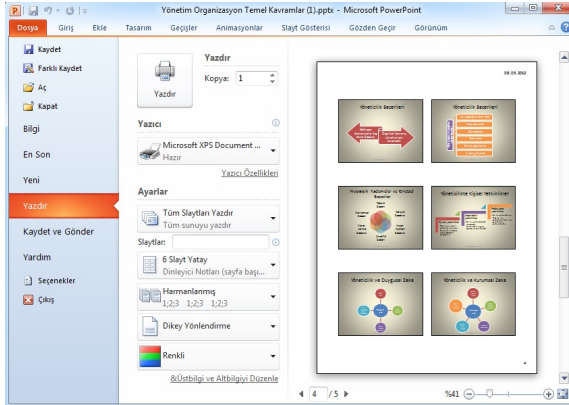 Yönetim Organizasyon Temel Kavramlar (1).pptx - Microsoft PowerPoint
Dosya Giriş Ekle Tasarım Geçişler Animasyonlar Slayt Gösterisi Gözden Geçir Görünüm
Kaydet
Farklı Kaydet
Aç
Kapat
Bilgi
En Son
Yeni
Yazdır
Kaydet ve Gönder
Yardım
Seçenekler
Çıkış
Yazdır
Kopya: 1
Yazdır
Yazıcı
Microsoft XPS Document ...
Hazır
Yazıcı Özellikleri
Ayarlar
Tüm Slaytları Yazdır
Tüm sunuyu yazdır
Slaytlar:
6 Slayt Yatay
Dinleyici Notları (sayfa başı...
Harmanlanmış
1;2;3 1;2;3 1;2;3
Dikey Yönlendirme
Renkli
&Üstbilgi ve Altbilgiyi Düzenle
Yöneticilik Becerileri
Yöneticilik Becerileri
Yöneticilikte Kişisel Yetkinlikler
Yöneticilik ve Duygusal Zeka
Yöneticilik ve Kurumsal Zeka
4
4 / 5
%41